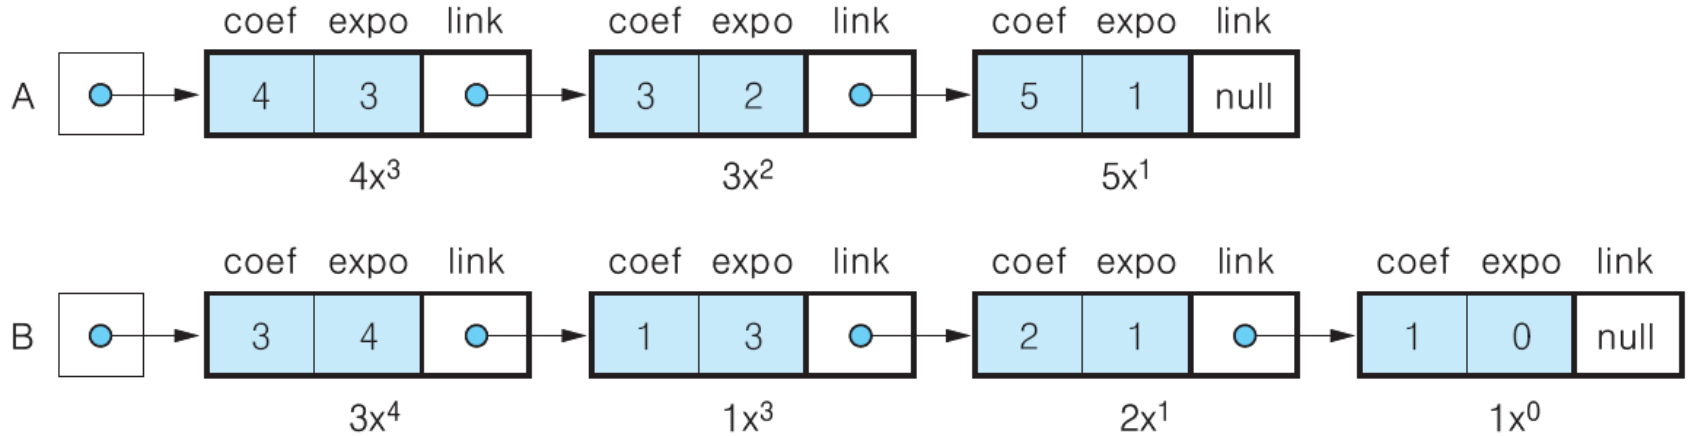 coef expo link coef expo link coef expo link
A 4 3 3 2 5 1 null
4x³ 3x² 5x¹
coef expo link coef expo link coef expo link coef expo link
B 3 4 1 3 2 1 1 0 null
3x⁴ 1x³ 2x¹ 1x⁰